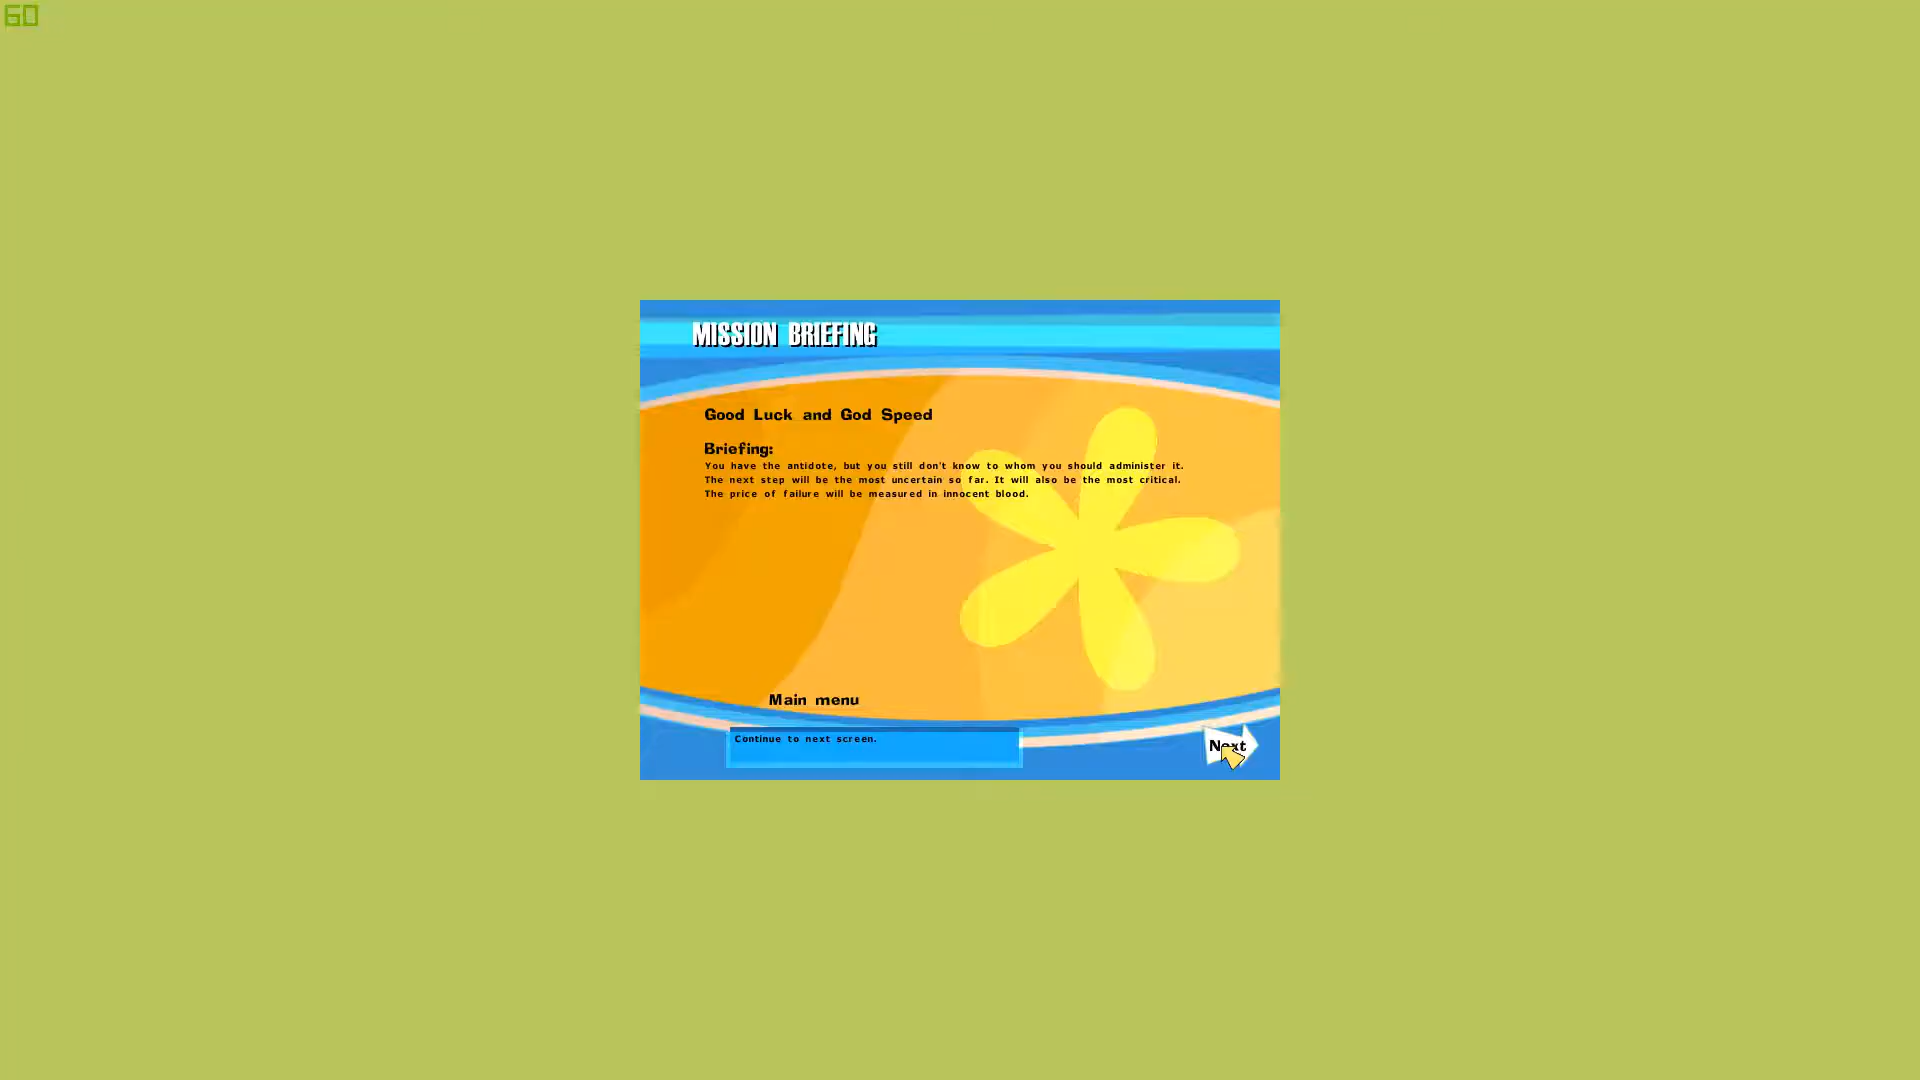 60
MISSION BRIEFING
Good Luck and God Speed
Briefing:
You have the antidote, but you still don't know to whom you should administer it.
The next step will be the most uncertain so far. It will also be the most critical.
The price of failure will be measured in innocent blood.
Main menu
Continue to next screen.
Next